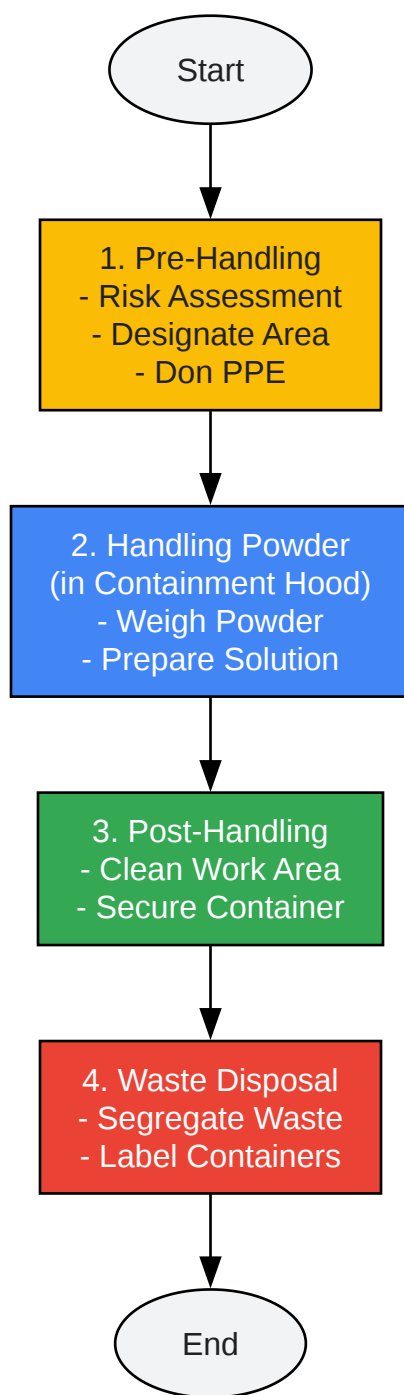 Start
1. Pre-Handling
- Risk Assessment
- Designate Area
- Don PPE
2. Handling Powder
(in Containment Hood)
- Weigh Powder
- Prepare Solution
3. Post-Handling
- Clean Work Area
- Secure Container
4. Waste Disposal
- Segregate Waste
- Label Containers
End